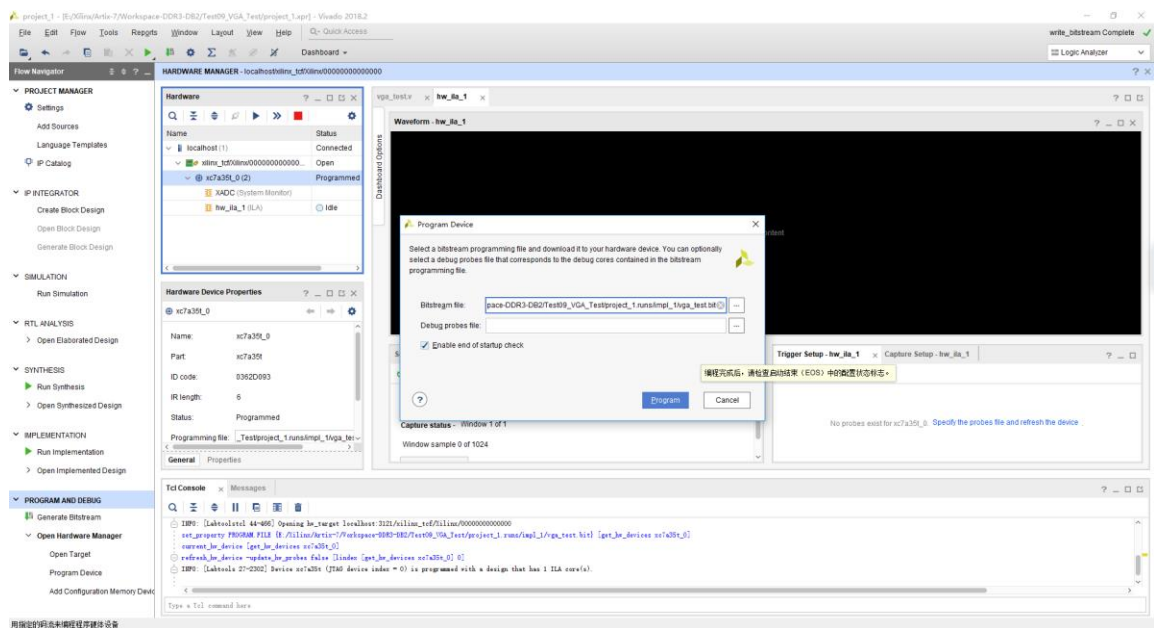 project_1 - [E:/Xilinx/Artix-7/Workspace-DDR3-DB2/Test09_VGA_Test/project_1.xpr] - Vivado 2018.2
File Edit Flow Tools Reports Window Layout View Help Quick Access
write_bitstream Complete
Dashboard
Logic Analyzer
Flow Navigator
HARDWARE MANAGER - localhost/xilinx_tcf/Xilinx/00000000000000
PROJECT MANAGER
Settings
Add Sources
Language Templates
IP Catalog
IP INTEGRATOR
Create Block Design
Open Block Design
Generate Block Design
SIMULATION
Run Simulation
RTL ANALYSIS
Open Elaborated Design
SYNTHESIS
Run Synthesis
Open Synthesized Design
IMPLEMENTATION
Run Implementation
Open Implemented Design
PROGRAM AND DEBUG
Generate Bitstream
Open Hardware Manager
Open Target
Program Device
Add Configuration Memory Devic
Hardware
Name Status
localhost (1) Connected
xilinx_tcf/Xilinx/000000000000... Open
xc7a35t_0 (2) Programmed
XADC (System Monitor)
hw_ila_1 (ILA) Idle
Hardware Device Properties
xc7a35t_0
Name: xc7a35t_0
Part: xc7a35t
ID code: 0362D093
IR length: 6
Status: Programmed
Programming file: _Test/project_1.runs/impl_1/vga_tes
General Properties
vga_test.v hw_ila_1
Dashboard Options
Waveform - hw_ila_1
Program Device
Select a bitstream programming file and download it to your hardware device. You can optionally
select a debug probes file that corresponds to the debug cores contained in the bitstream
programming file.
Bitstream file: pace-DDR3-DB2/Test09_VGA_Test/project_1.runs/impl_1/vga_test.bit
Debug probes file:
Enable end of startup check
Program Cancel
编程完成后，请检查启动结束（EOS）中的配置状态标志。
Capture status - Window 1 of 1
Window sample 0 of 1024
Trigger Setup - hw_ila_1 Capture Setup - hw_ila_1
No probes exist for xc7a35t_0. Specify the probes file and refresh the device
Tcl Console Messages
INFO: [Labtoolstcl 44-466] Opening hw_target localhost:3121/xilinx_tcf/Xilinx/00000000000000
set_property PROGRAM.FILE {E:/Xilinx/Artix-7/Workspace-DDR3-DB2/Test09_VGA_Test/project_1.runs/impl_1/vga_test.bit} [get_hw_devices xc7a35t_0]
current_hw_device [get_hw_devices xc7a35t_0]
refresh_hw_device -update_hw_probes false [lindex [get_hw_devices xc7a35t_0] 0]
INFO: [Labtools 27-2302] Device xc7a35t (JTAG device index = 0) is programmed with a design that has 1 ILA core(s).
Type a Tcl command here